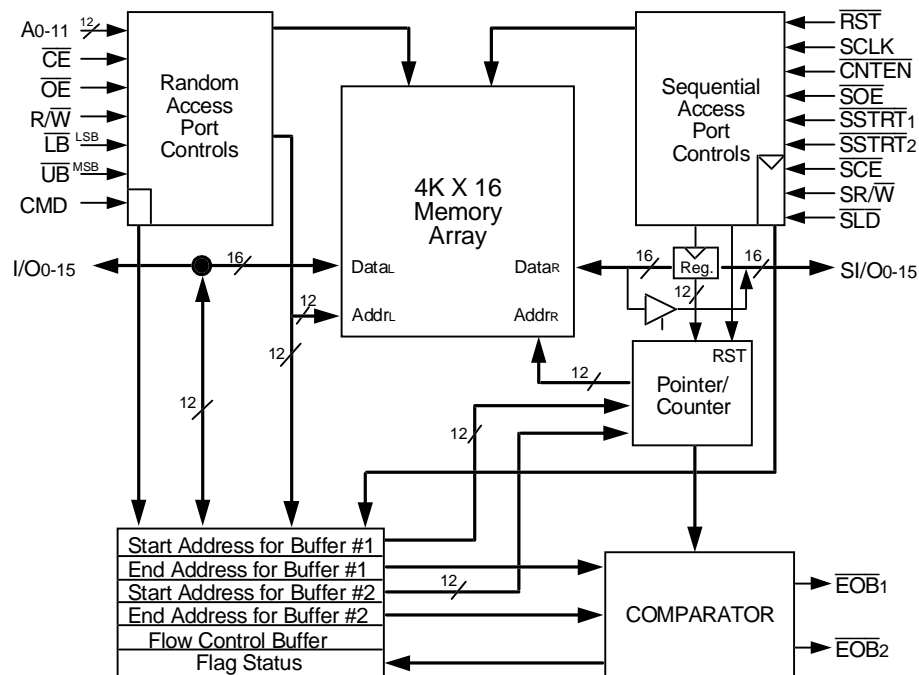 A0-11
12
CE
OE
R/W
LB LSB
UB MSB
CMD
Random
Access
Port
Controls
Sequential
Access
Port
Controls
RST
SCLK
CNTEN
SOE
SSTRT1
SSTRT2
SCE
SR/W
SLD
4K X 16
Memory
Array
I/O0-15
16
DataL
DataR
16
Reg.
16
SI/O0-15
12
AddrL
AddrR
12
12
12
12
RST
Pointer/
Counter
12
12
Start Address for Buffer #1
End Address for Buffer #1
Start Address for Buffer #2
End Address for Buffer #2
Flow Control Buffer
Flag Status
COMPARATOR
EOB1
EOB2